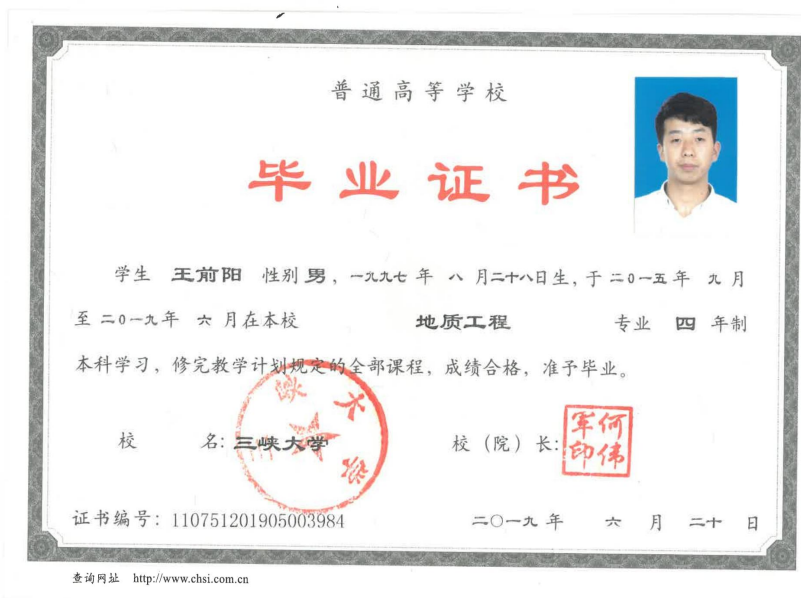 普通高等学校
毕业证书
学生 王前阳 性别 男，一九九七 年 八 月二十八日生，于 二0一五 年 九 月
至 二0一九 年 六 月在本校 地质工程 专业 四 年制
本科学习，修完教学计划规定的全部课程，成绩合格，准予毕业。
校 名：三峡大学
三峡大学
校（院）长：
何伟军印
证书编号：110751201905003984
二〇一九 年 六 月 二十 日
查询网址 http://www.chsi.com.cn